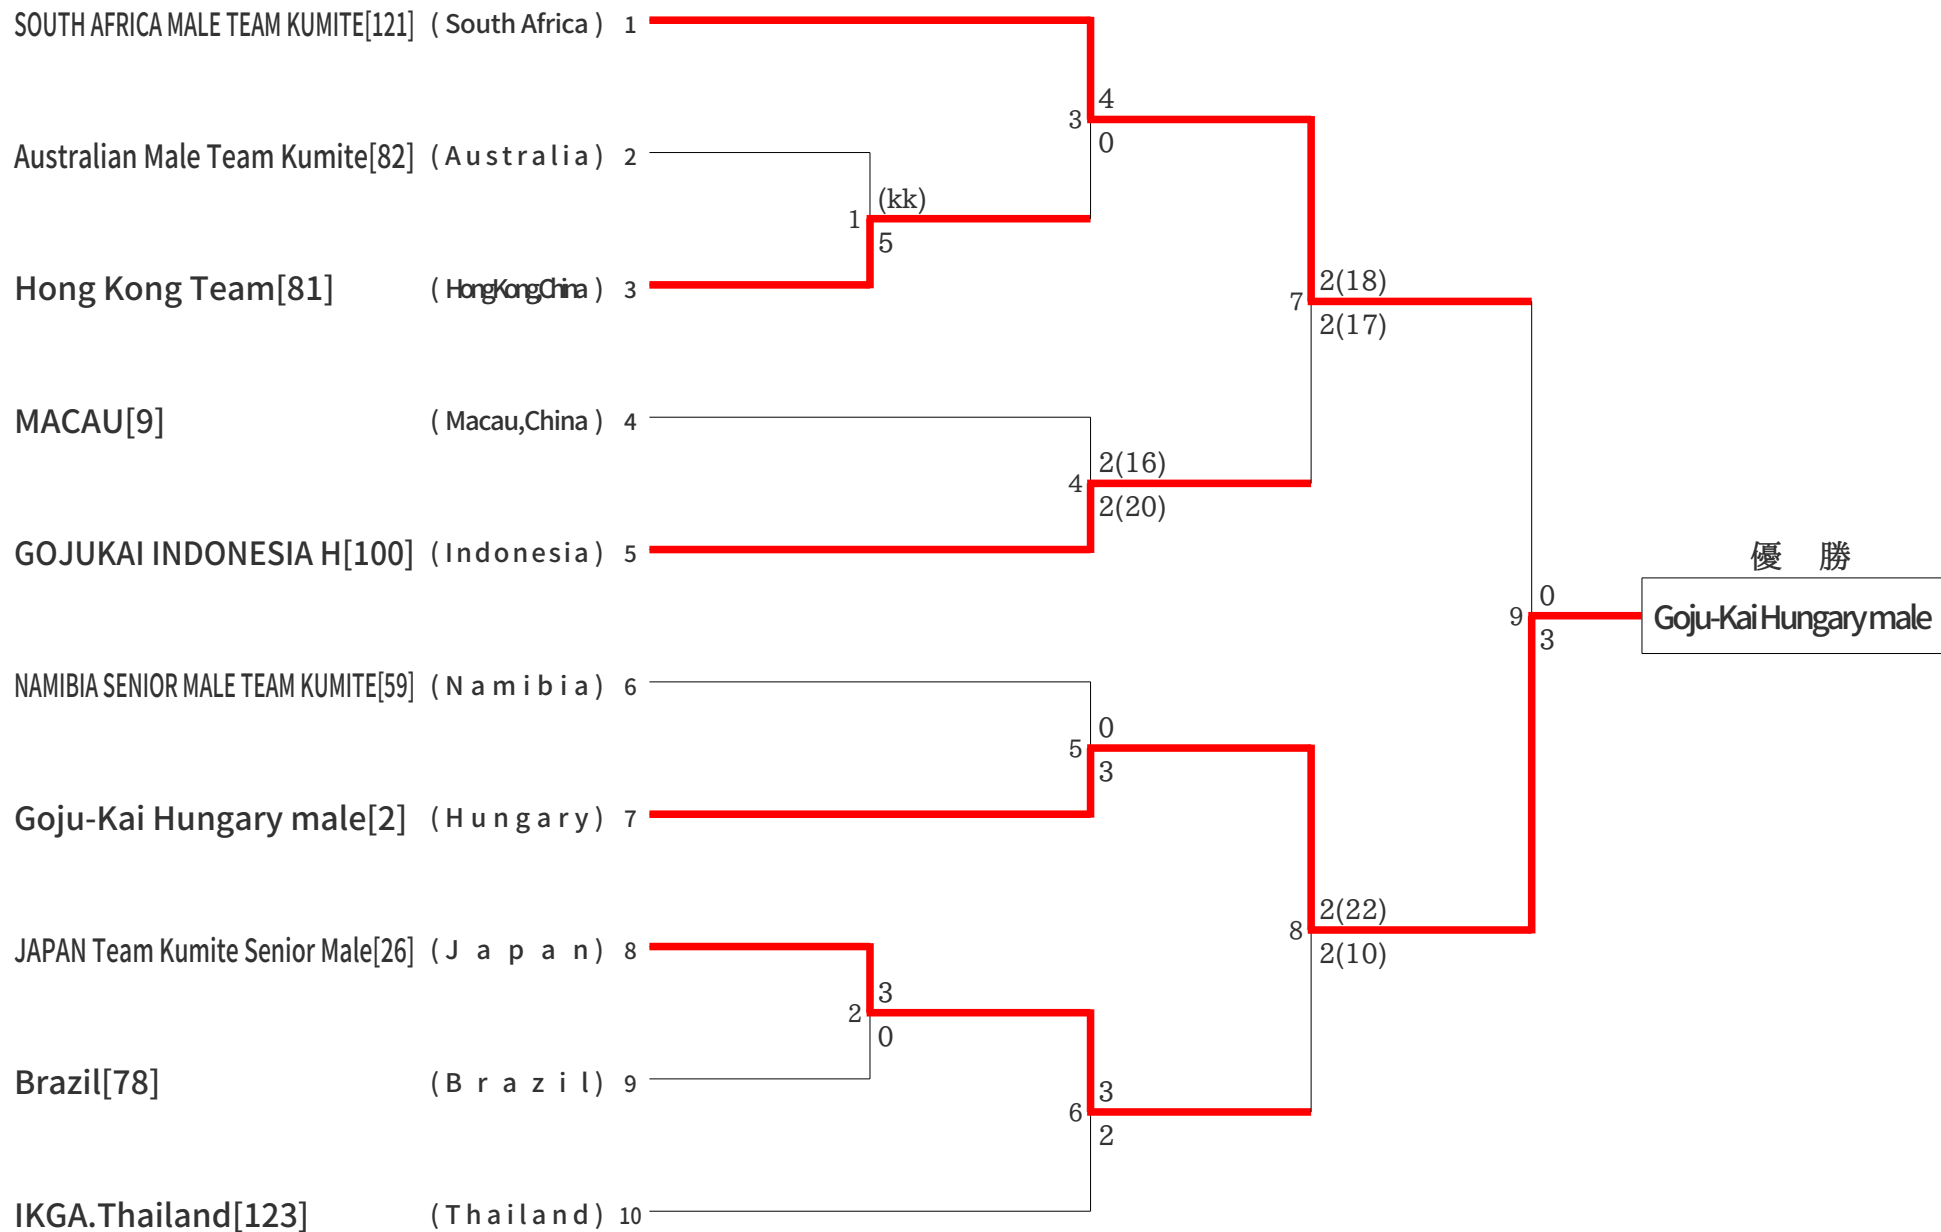 SOUTH AFRICA MALE TEAM KUMITE[121] (South Africa) 1
4
3
0
Australian Male Team Kumite[82] (Australia) 2
(kk)
1
5
Hong Kong Team[81] (HongKong,China) 3
2(18)
7
2(17)
MACAU[9] (Macau,China) 4
2(16)
4
2(20)
GOJUKAI INDONESIA H[100] (Indonesia) 5
優 勝
0
9 Goju-Kai Hungary male
3
NAMIBIA SENIOR MALE TEAM KUMITE[59] (Namibia) 6
0
5
3
Goju-Kai Hungary male[2] (Hungary) 7
2(22)
8
2(10)
JAPAN Team Kumite Senior Male[26] (Japan) 8
3
2
0
Brazil[78] (Brazil) 9
3
6
2
IKGA.Thailand[123] (Thailand) 10